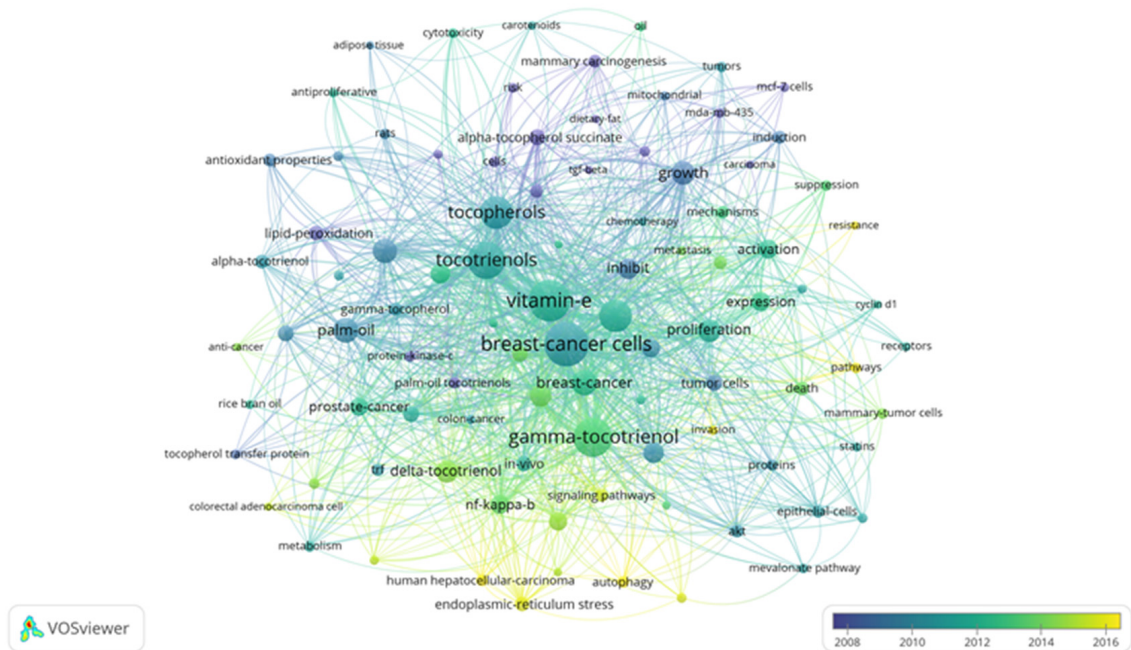 carotenoids
oil
cytotoxicity
adipose tissue
mammary carcinogenesis
tumors
risk
mcf-7 cells
antiproliferative
mitochondrial
mda-mb-435
dietary-fat
rats
alpha-tocopherol succinate
induction
antioxidant properties
cells
tgf-beta
carcinoma
growth
suppression
tocopherols
mechanisms
chemotherapy
resistance
lipid-peroxidation
metastasis
activation
alpha-tocotrienol
tocotrienols
inhibit
vitamin-e
expression
cyclin d1
gamma-tocopherol
palm-oil
proliferation
anti-cancer
breast-cancer cells
receptors
protein-kinase-c
pathways
palm-oil tocotrienols
breast-cancer
tumor cells
death
rice bran oil
prostate-cancer
colon-cancer
mammary-tumor cells
invasion
gamma-tocotrienol
statins
tocopherol transfer protein
trf
delta-tocotrienol
in-vivo
proteins
signaling pathways
colorectal adenocarcinoma cell
nf-kappa-b
epithelial-cells
akt
metabolism
mevalonate pathway
human hepatocellular-carcinoma
autophagy
endoplasmic-reticulum stress
VOSviewer
2008 2010 2012 2014 2016